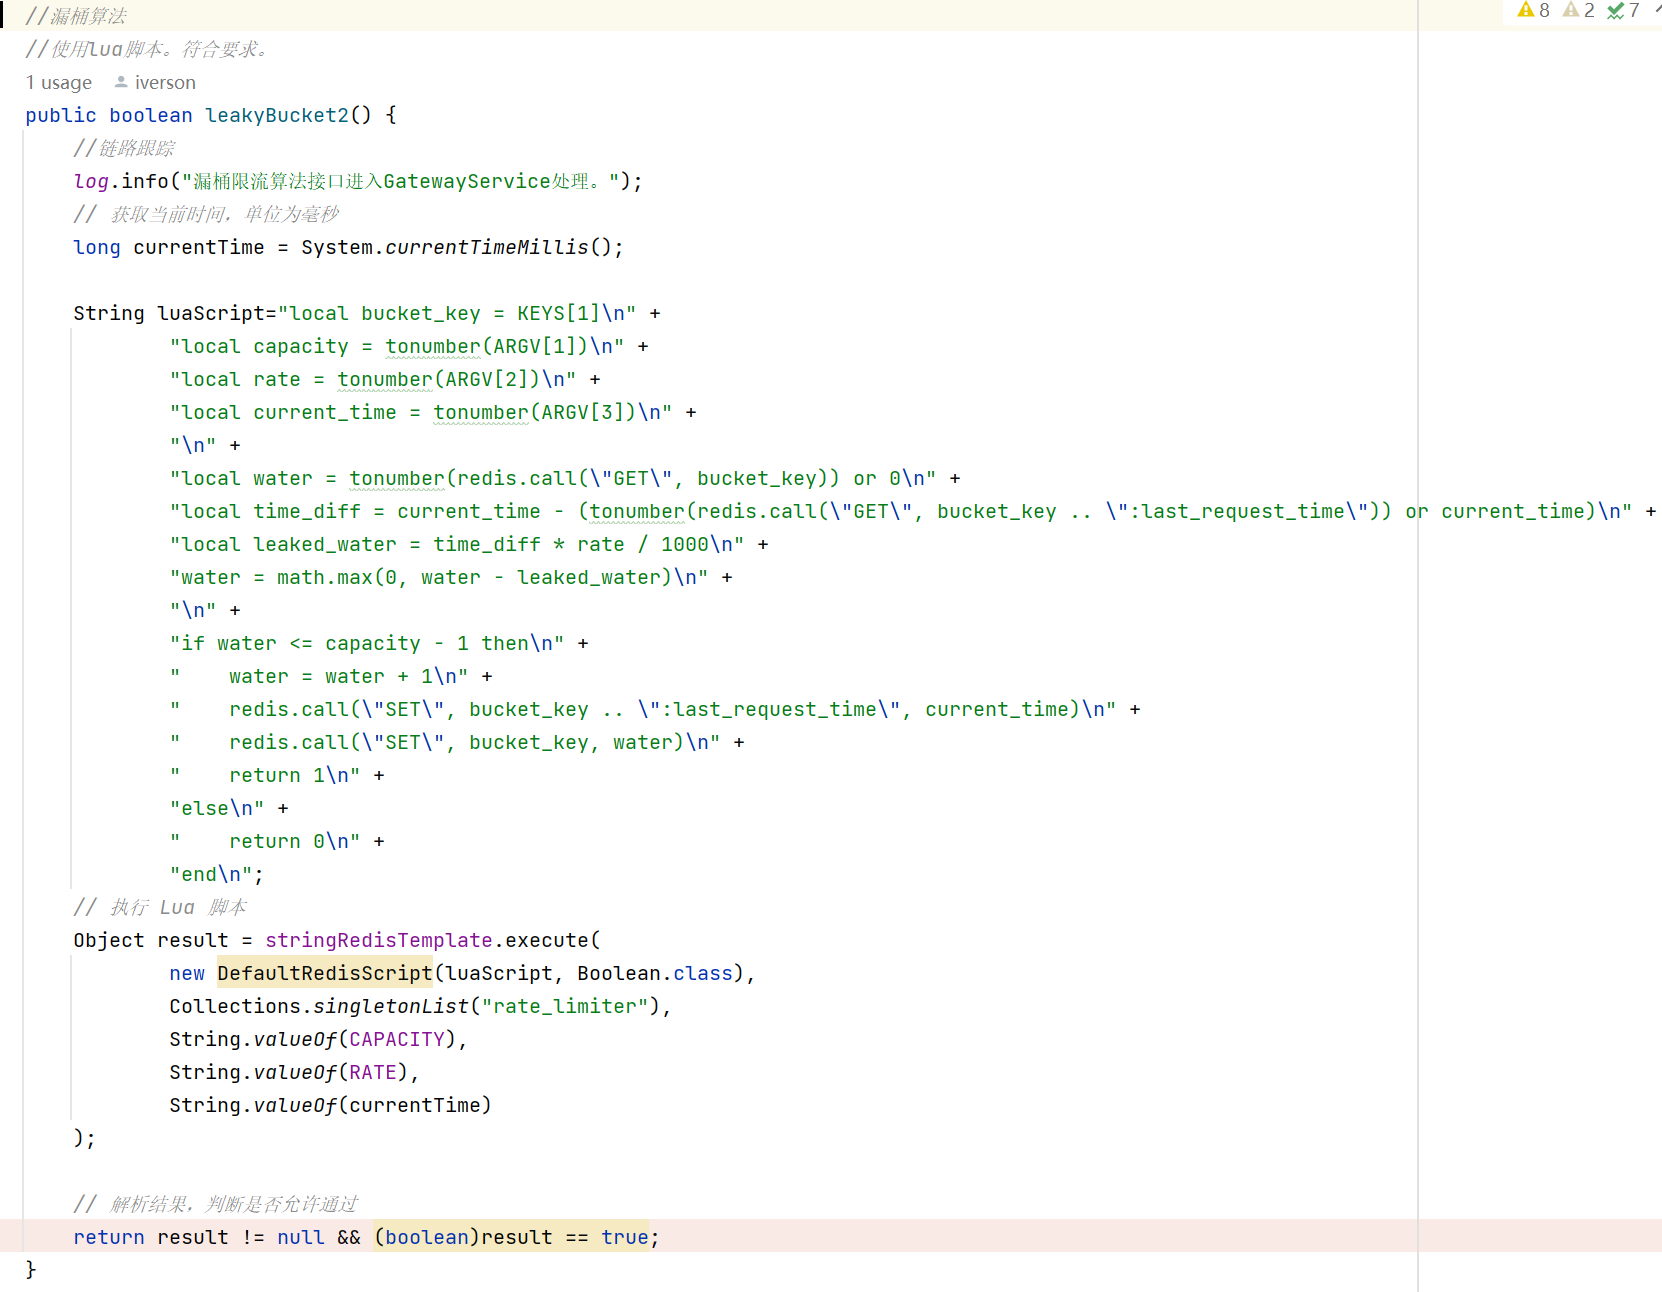 //漏桶算法
8 2 7
//使用lua脚本。符合要求。
1 usage iverson
public boolean leakyBucket2() {
//链路跟踪
log.info("漏桶限流算法接口进入GatewayService处理。");
// 获取当前时间，单位为毫秒
long currentTime = System.currentTimeMillis();
String luaScript="local bucket_key = KEYS[1]\n" +
"local capacity = tonumber(ARGV[1])\n" +
"local rate = tonumber(ARGV[2])\n" +
"local current_time = tonumber(ARGV[3])\n" +
"\n" +
"local water = tonumber(redis.call(\"GET\", bucket_key)) or 0\n" +
"local time_diff = current_time - (tonumber(redis.call(\"GET\", bucket_key .. \":last_request_time\")) or current_time)\n" +
"local leaked_water = time_diff * rate / 1000\n" +
"water = math.max(0, water - leaked_water)\n" +
"\n" +
"if water <= capacity - 1 then\n" +
"    water = water + 1\n" +
"    redis.call(\"SET\", bucket_key .. \":last_request_time\", current_time)\n" +
"    redis.call(\"SET\", bucket_key, water)\n" +
"    return 1\n" +
"else\n" +
"    return 0\n" +
"end\n";
// 执行 Lua 脚本
Object result = stringRedisTemplate.execute(
new DefaultRedisScript(luaScript, Boolean.class),
Collections.singletonList("rate_limiter"),
String.valueOf(CAPACITY),
String.valueOf(RATE),
String.valueOf(currentTime)
);
// 解析结果，判断是否允许通过
return result != null && (boolean)result == true;
}